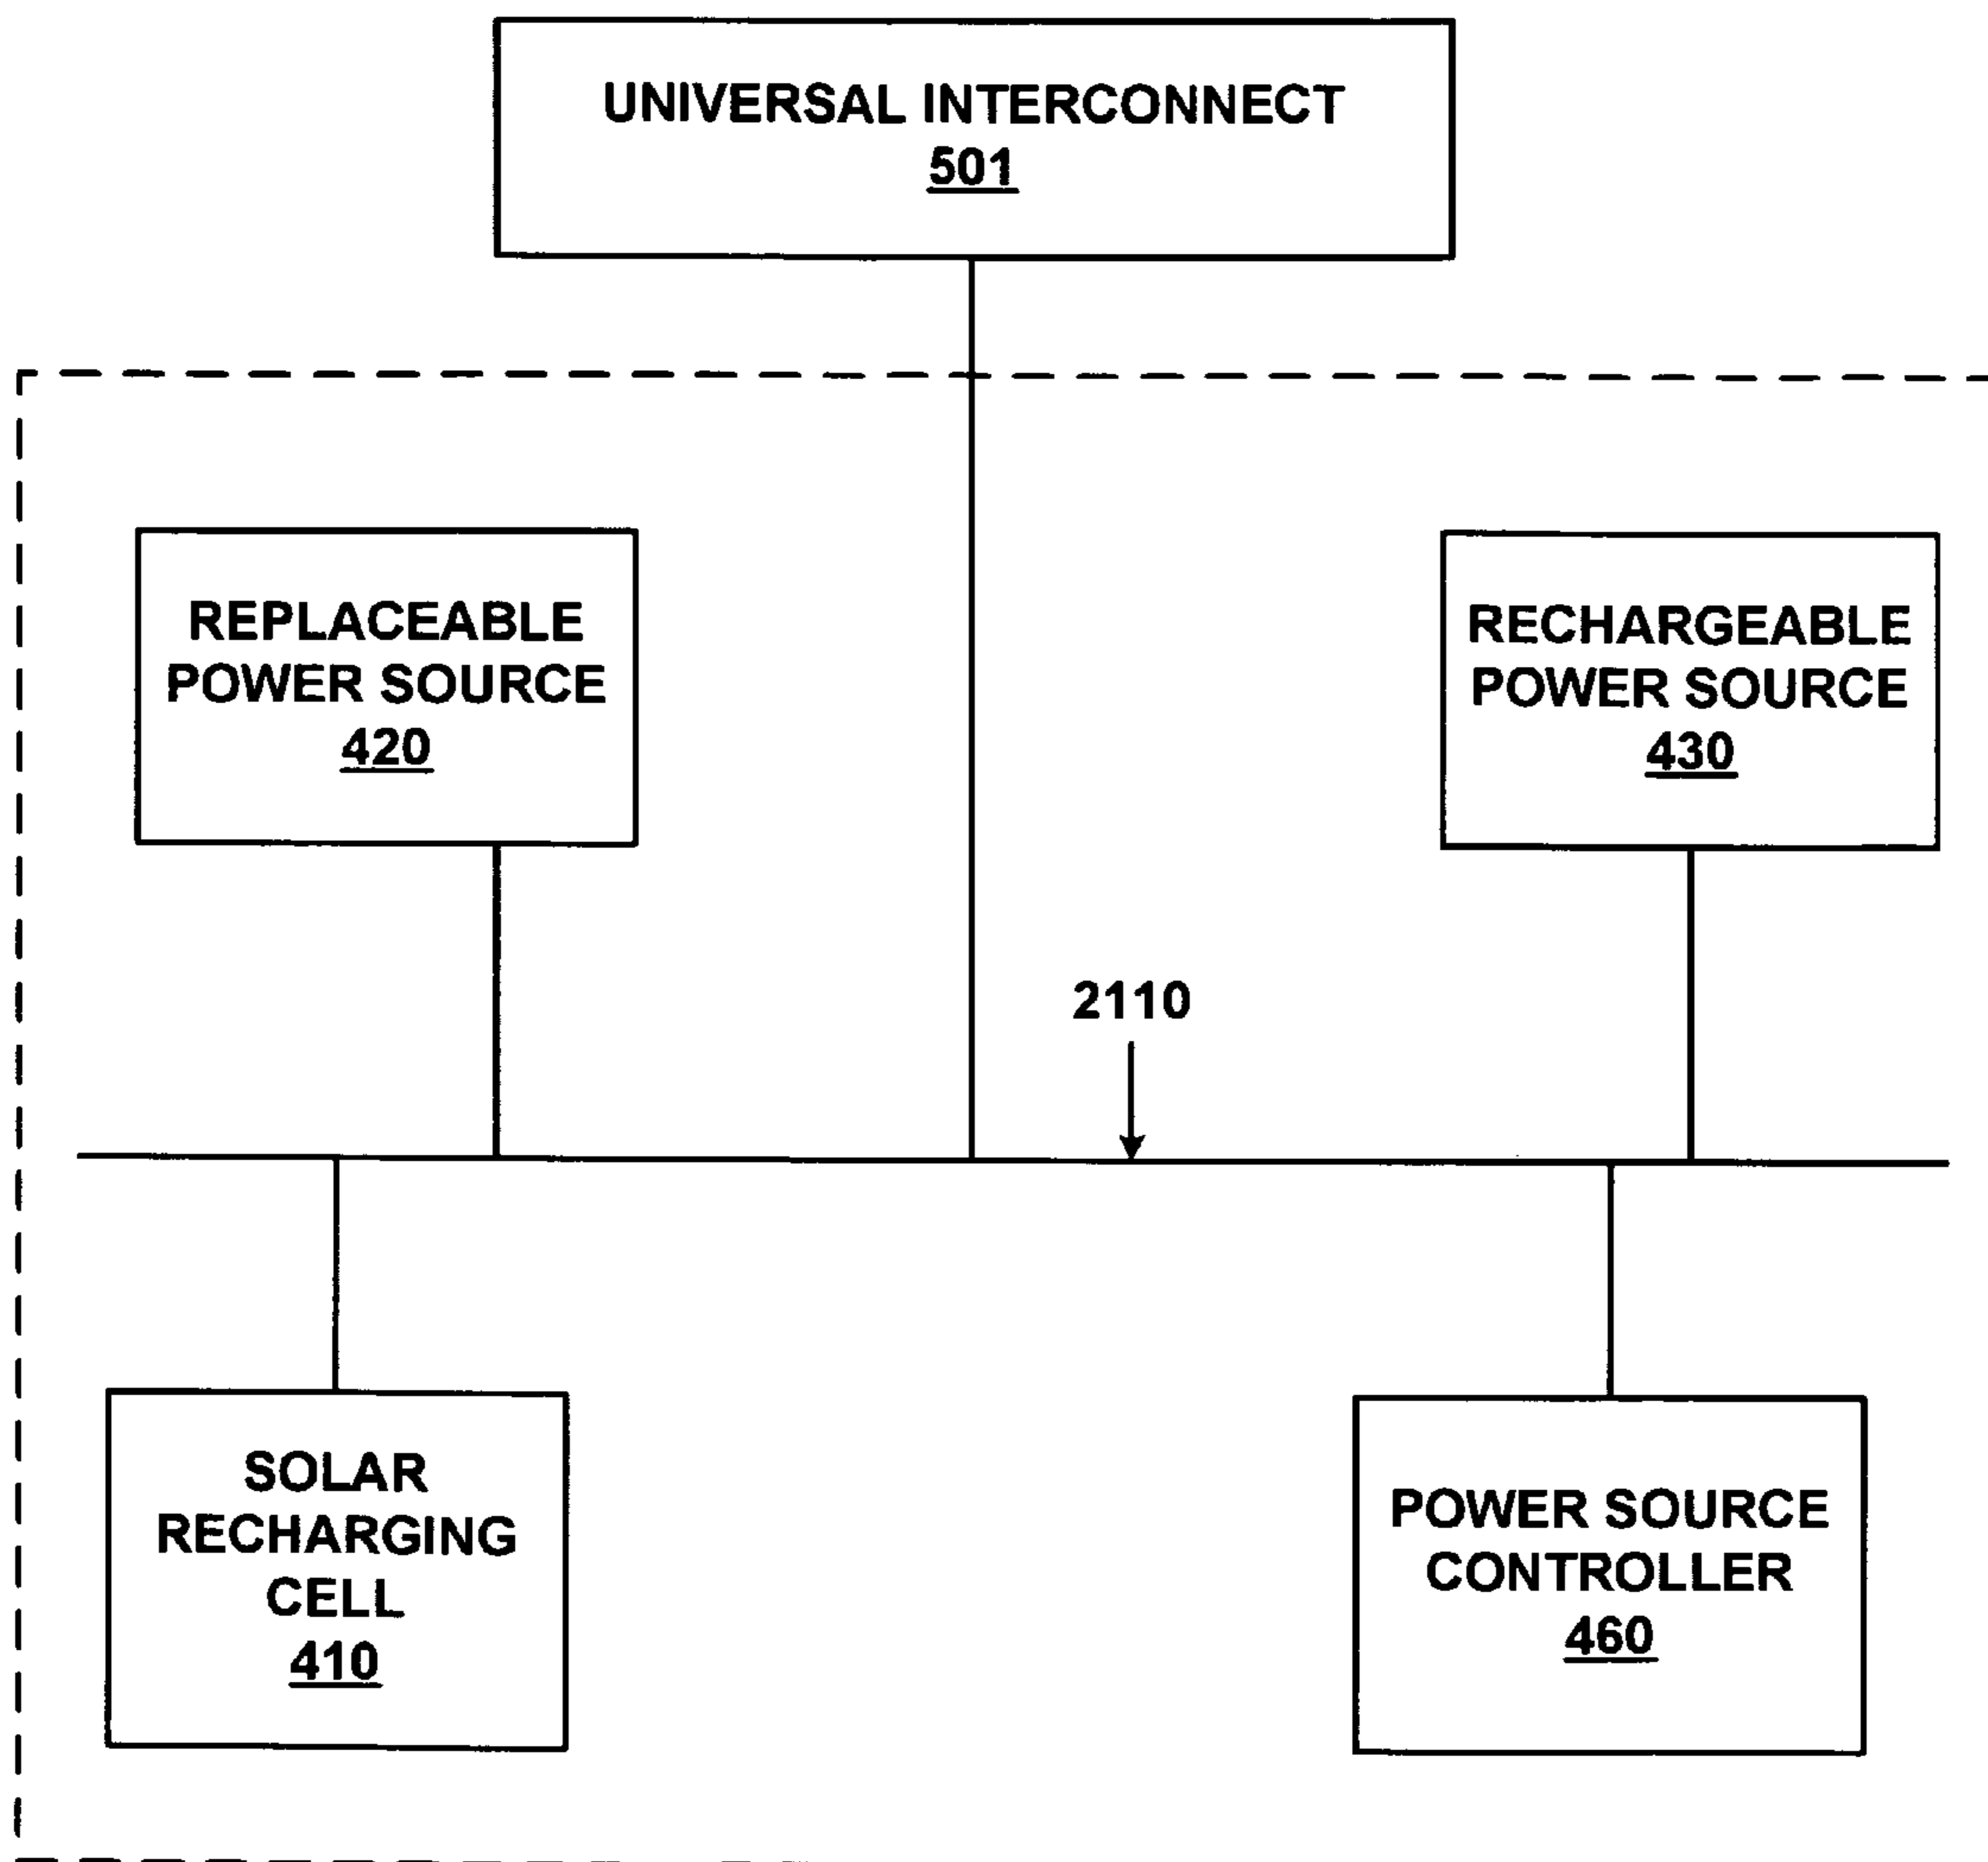 UNIVERSAL INTERCONNECT
501
REPLACEABLE
POWER SOURCE
420
RECHARGEABLE
POWER SOURCE
430
2110
SOLAR
RECHARGING
CELL
410
POWER SOURCE
CONTROLLER
460